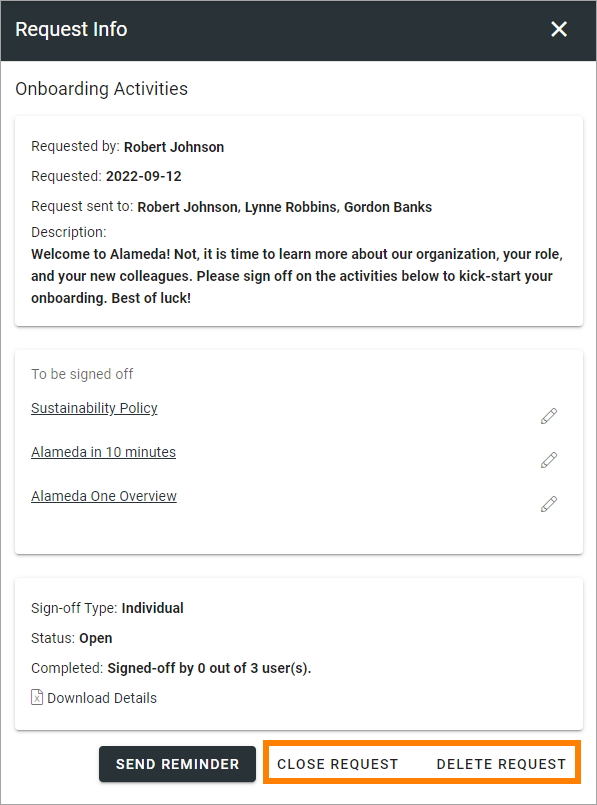 Request Info
Onboarding Activities
Requested by: Robert Johnson
Requested: 2022-09-12
Request sent to: Robert Johnson, Lynne Robbins, Gordon Banks
Description:
Welcome to Alameda! Not, it is time to learn more about our organization, your role,
and your new colleagues. Please sign off on the activities below to kick-start your
onboarding. Best of luck!
To be signed off
Sustainability Policy
Alameda in 10 minutes
Alameda One Overview
Sign-off Type: Individual
Status: Open
Completed: Signed-off by 0 out of 3 user(s).
Download Details
SEND REMINDER CLOSE REQUEST DELETE REQUEST